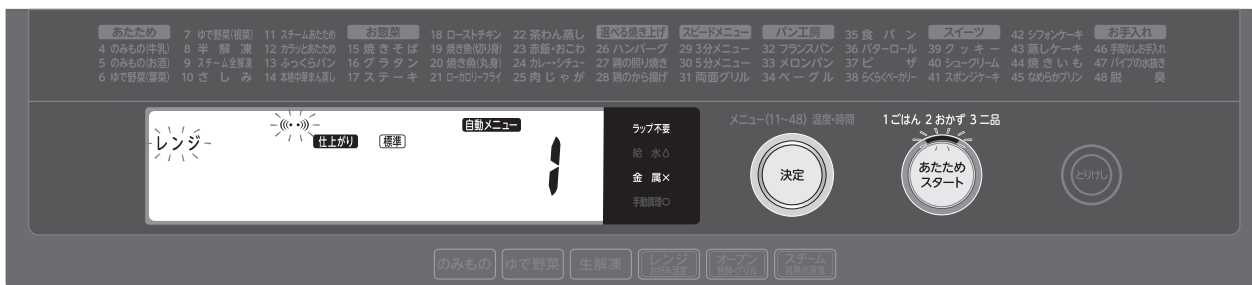 あたため
4 のみもの(牛乳)
5 のみもの(お酒)
6 ゆで野菜(葉菜)
7 ゆで野菜(根菜)
8 半解凍
9 スチーム全解凍
10 さしみ
11 スチームあたため
12 カラッとあたため
13 ふっくらパン
14 本格中華まん蒸し
お惣菜
15 焼きそば
16 グラタン
17 ステーキ
18 ローストチキン
19 焼き魚(切り身)
20 焼き魚(丸身)
21 ローカロリーフライ
22 茶わん蒸し
23 赤飯・おこわ
24 カレー・シチュー
25 肉じゃが
選べる焼き上げ
26 ハンバーグ
27 鶏の照り焼き
28 鶏のから揚げ
スピードメニュー
29 3分メニュー
30 5分メニュー
31 両面グリル
パン工房
32 フランスパン
33 メロンパン
34 ベーグル
35 食パン
36 バターロール
37 ピザ
38 らくらくベーカリー
スイーツ
39 クッキー
40 シュークリーム
41 スポンジケーキ
42 シフォンケーキ
43 蒸しケーキ
44 焼きいも
45 なめらかプリン
お手入れ
46 手間なしお手入れ
47 パイプの水抜き
48 脱臭
レンジ
仕上がり 標準
自動メニュー
1
ラップ不要
給水
金属×
手動調理○
メニュー(11~48) 温度・時間
決定
1 ごはん 2 おかず 3 二品
あたため
スタート
とりけし
のみもの
ゆで野菜
生解凍
レンジ
お好み温度
オーブン
発酵・グリル
スチーム
過熱水蒸気